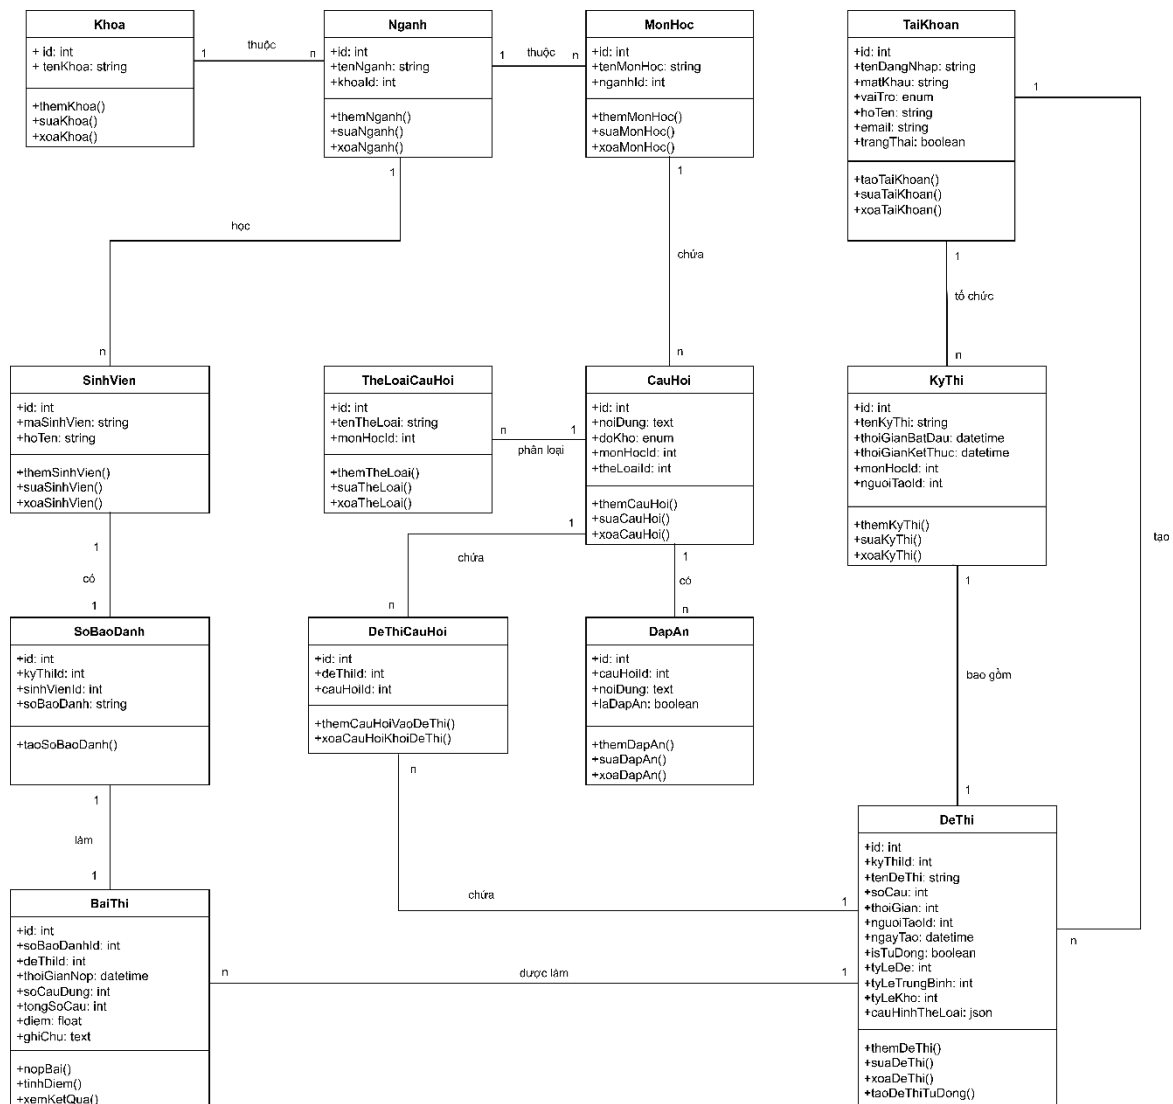 Khoa
+ id: int
+ tenKhoa: string
+themKhoa()
+suaKhoa()
+xoaKhoa()
1
thuộc
n
Nganh
+id: int
+tenNganh: string
+khoaId: int
+themNganh()
+suaNganh()
+xoaNganh()
1
thuộc
n
MonHoc
+id: int
+tenMonHoc: string
+nganhId: int
+themMonHoc()
+suaMonHoc()
+xoaMonHoc()
TaiKhoan
+id: int
+tenDangNhap: string
+matKhau: string
+vaiTro: enum
+hoTen: string
+email: string
+trangThai: boolean
+taoTaiKhoan()
+suaTaiKhoan()
+xoaTaiKhoan()
1
1
học
n
1
chứa
n
1
tổ chức
n
SinhVien
+id: int
+maSinhVien: string
+hoTen: string
+themSinhVien()
+suaSinhVien()
+xoaSinhVien()
TheLoaiCauHoi
+id: int
+tenTheLoai: string
+monHocId: int
+themTheLoai()
+suaTheLoai()
+xoaTheLoai()
n
1
phân loại
CauHoi
+id: int
+noiDung: text
+doKho: enum
+monHocId: int
+theLoaiId: int
+themCauHoi()
+suaCauHoi()
+xoaCauHoi()
KyThi
+id: int
+tenKyThi: string
+thoiGianBatDau: datetime
+thoiGianKetThuc: datetime
+monHocId: int
+nguoiTaoId: int
+themKyThi()
+suaKyThi()
+xoaKyThi()
tạo
1
có
1
1
chứa
n
1
có
n
1
bao gồm
1
SoBaoDanh
+id: int
+kyThiId: int
+sinhVienId: int
+soBaoDanh: string
+taoSoBaoDanh()
DeThiCauHoi
+id: int
+deThiId: int
+cauHoiId: int
+themCauHoiVaoDeThi()
+xoaCauHoiKhoiDeThi()
DapAn
+id: int
+cauHoiId: int
+noiDung: text
+laDapAn: boolean
+themDapAn()
+suaDapAn()
+xoaDapAn()
1
làm
1
n
chứa
1
DeThi
+id: int
+kyThiId: int
+tenDeThi: string
+soCau: int
+thoiGian: int
+nguoiTaoId: int
+ngayTao: datetime
+isTuDong: boolean
+tyLeDe: int
+tyLeTrungBinh: int
+tyLeKho: int
+cauHinhTheLoai: json
+themDeThi()
+suaDeThi()
+xoaDeThi()
+taoDeThiTuDong()
n
BaiThi
+id: int
+soBaoDanhId: int
+deThiId: int
+thoiGianNop: datetime
+soCauDung: int
+tongSoCau: int
+diem: float
+ghiChu: text
+nopBai()
+tinhDiem()
+xemKetQua()
n
được làm
1